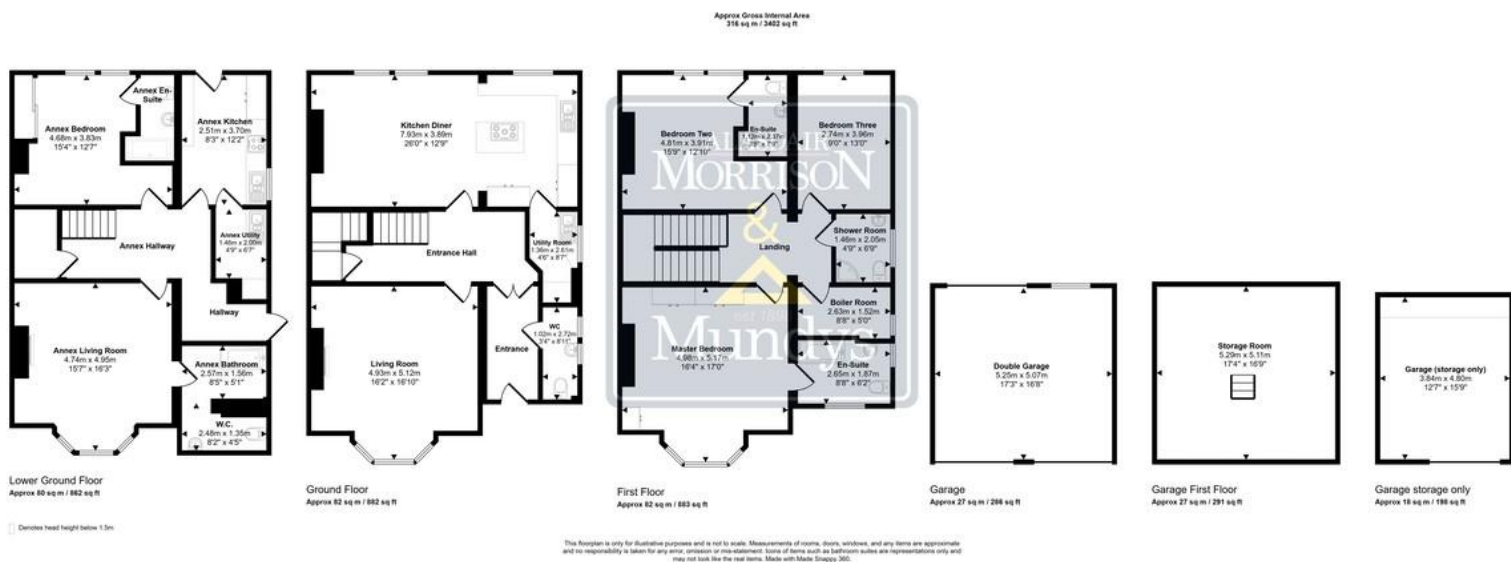 Approx Gross Internal Area
316 sq m / 3402 sq ft
Annex Bedroom
4.68m x 3.83m
15'4" x 12'7"
Annex En-
Suite
Annex Kitchen
2.51m x 3.70m
8'3" x 12'2"
Annex Hallway
Annex Utility
1.46m x 2.00m
4'9" x 6'7"
Hallway
Annex Living Room
4.74m x 4.95m
15'7" x 16'3"
Annex Bathroom
2.57m x 1.56m
8'5" x 5'1"
W.C.
2.48m x 1.35m
8'2" x 4'5"
Lower Ground Floor
Approx 80 sq m / 862 sq ft
Denotes head height below 1.5m
Kitchen Diner
7.93m x 3.89m
26'0" x 12'9"
Entrance Hall
Utility Room
1.36m x 2.61m
4'6" x 8'7"
Living Room
4.93m x 5.12m
16'2" x 16'10"
Entrance
WC
1.02m x 2.72m
3'4" x 8'11"
Ground Floor
Approx 82 sq m / 882 sq ft
Bedroom Two
4.81m x 3.91m
15'9" x 12'10"
En-Suite
Bedroom Three
2.74m x 3.96m
9'0" x 13'0"
MORRISON
&
Mundys
Landing
Shower Room
1.46m x 2.05m
4'9" x 6'9"
Boiler Room
2.63m x 1.52m
8'8" x 5'0"
Master Bedroom
4.98m x 5.17m
16'4" x 17'0"
En-Suite
2.65m x 1.87m
8'8" x 6'2"
First Floor
Approx 82 sq m / 883 sq ft
Double Garage
5.25m x 5.07m
17'3" x 16'8"
Garage
Approx 27 sq m / 286 sq ft
Storage Room
5.29m x 5.11m
17'4" x 16'9"
Garage First Floor
Approx 27 sq m / 291 sq ft
Garage (storage only)
3.84m x 4.80m
12'7" x 15'9"
Garage storage only
Approx 18 sq m / 198 sq ft
This floorplan is only for illustrative purposes and is not to scale. Measurements of rooms, doors, windows, and any items are approximate
and no responsibility is taken for any error, omission or mis-statement. Icons of items such as bathroom suites are representations only and
may not look like the real items. Made with Made Snappy 360.